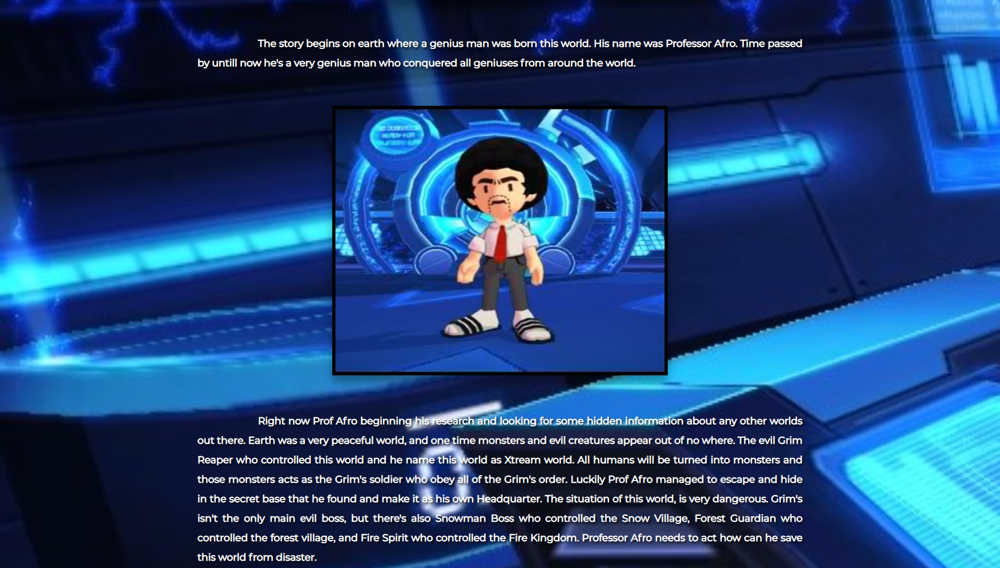 The story begins on earth where a genius man was born this world. His name was Professor Afro. Time passed
by untill now he's a very genius man who conquered all geniuses from around the world.
READY FOR
Right now Prof Afro beginning his research and looking for some hidden information about any other worlds
out there. Earth was a very peaceful world, and one time monsters and evil creatures appear out of no where. The evil Grim
Reaper who controlled this world and he name this world as Xtream world. All humans will be turned into monsters and
those monsters acts as the Grim's soldier who obey all of the Grim's order. Luckily Prof Afro managed to escape and hide
in the secret base that he found and make it as his own Headquarter. The situation of this world, is very dangerous. Grim's
isn't the only main evil boss, but there's also Snowman Boss who controlled the Snow Village, Forest Guardian who
controlled the forest village, and Fire Spirit who controlled the Fire Kingdom. Professor Afro needs to act how can he save
this world from disaster.